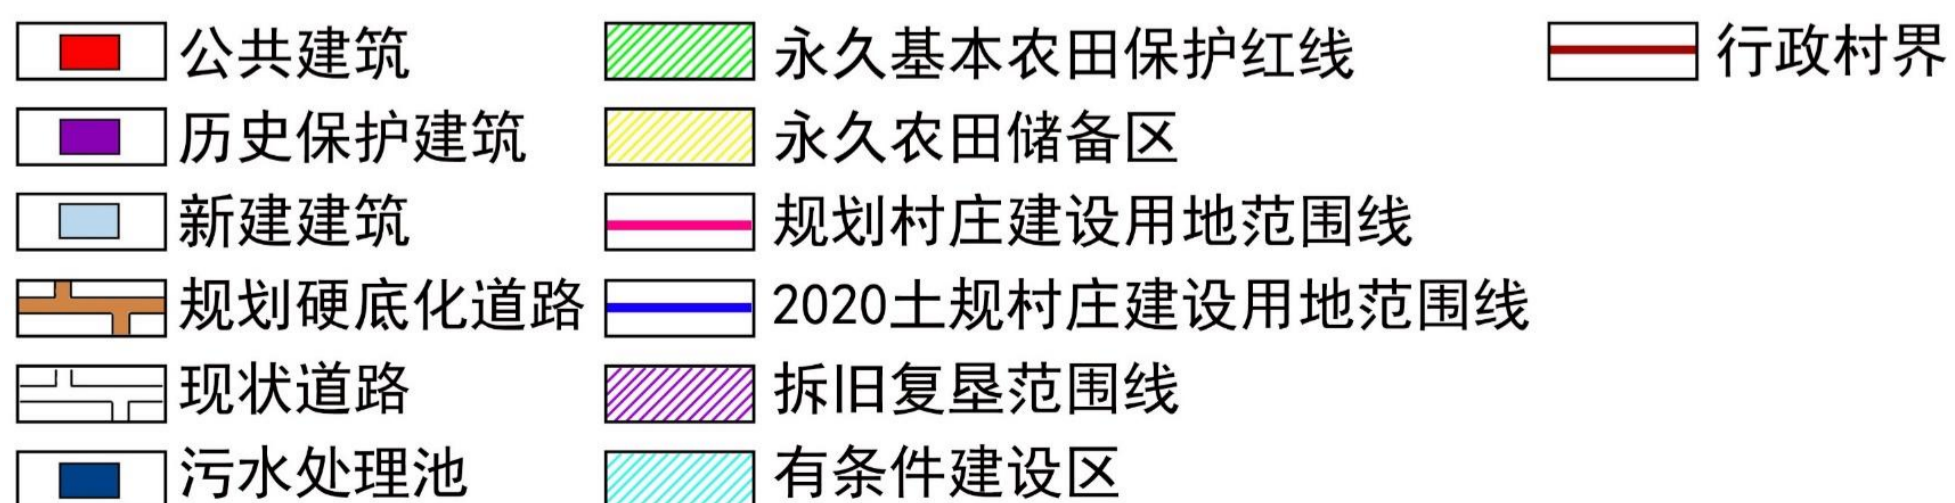 公共建筑
历史保护建筑
新建建筑
规划硬底化道路
现状道路
污水处理池
永久基本农田保护红线
永久农田储备区
规划村庄建设用地范围线
2020土规村庄建设用地范围线
拆旧复垦范围线
有条件建设区
行政村界